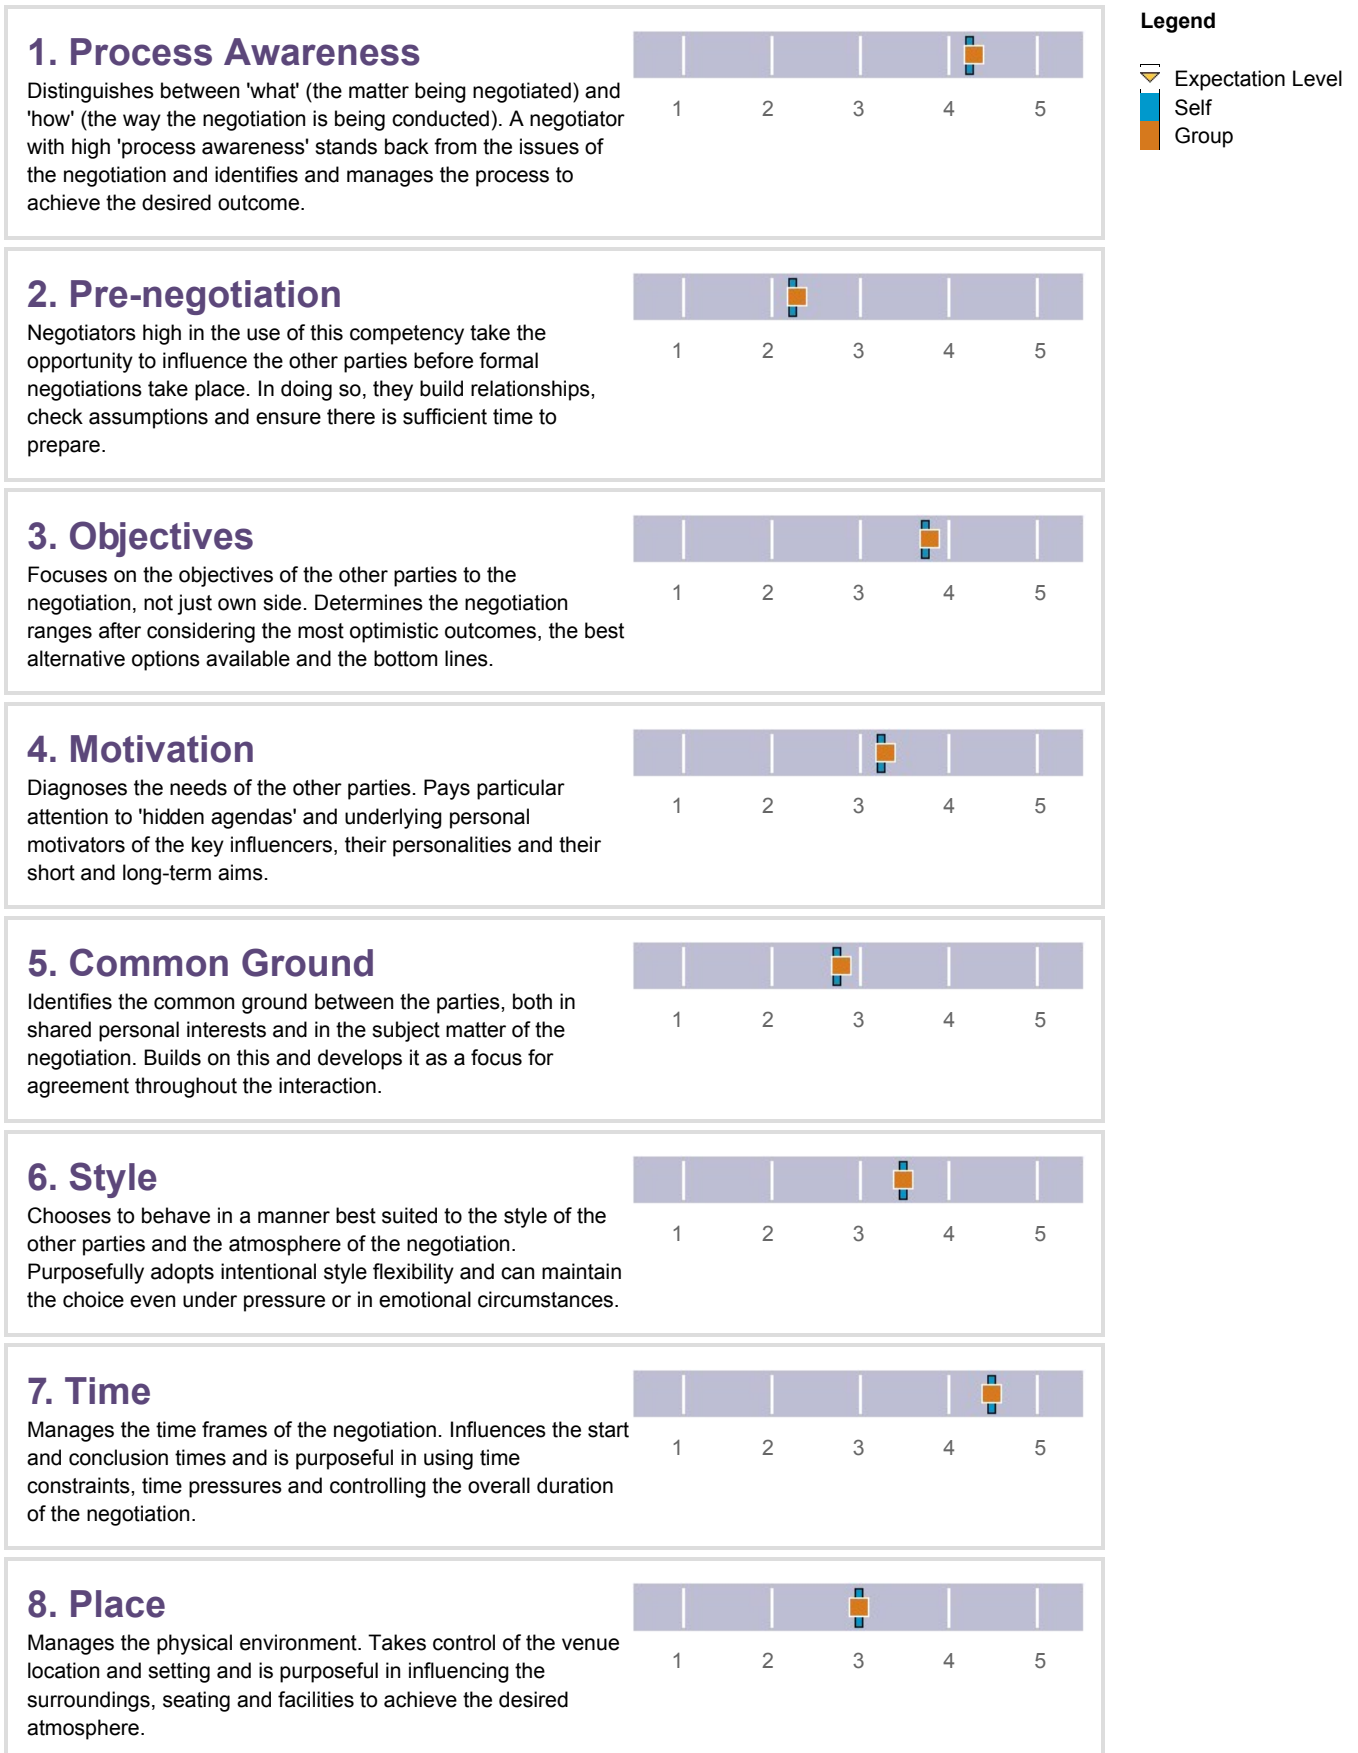 Legend
Expectation Level
Self
Group
1. Process Awareness
Distinguishes between 'what' (the matter being negotiated) and
'how' (the way the negotiation is being conducted). A negotiator
with high 'process awareness' stands back from the issues of
the negotiation and identifies and manages the process to
achieve the desired outcome.
1 2 3 4 5
2. Pre-negotiation
Negotiators high in the use of this competency take the
opportunity to influence the other parties before formal
negotiations take place. In doing so, they build relationships,
check assumptions and ensure there is sufficient time to
prepare.
1 2 3 4 5
3. Objectives
Focuses on the objectives of the other parties to the
negotiation, not just own side. Determines the negotiation
ranges after considering the most optimistic outcomes, the best
alternative options available and the bottom lines.
1 2 3 4 5
4. Motivation
Diagnoses the needs of the other parties. Pays particular
attention to 'hidden agendas' and underlying personal
motivators of the key influencers, their personalities and their
short and long-term aims.
1 2 3 4 5
5. Common Ground
Identifies the common ground between the parties, both in
shared personal interests and in the subject matter of the
negotiation. Builds on this and develops it as a focus for
agreement throughout the interaction.
1 2 3 4 5
6. Style
Chooses to behave in a manner best suited to the style of the
other parties and the atmosphere of the negotiation.
Purposefully adopts intentional style flexibility and can maintain
the choice even under pressure or in emotional circumstances.
1 2 3 4 5
7. Time
Manages the time frames of the negotiation. Influences the start
and conclusion times and is purposeful in using time
constraints, time pressures and controlling the overall duration
of the negotiation.
1 2 3 4 5
8. Place
Manages the physical environment. Takes control of the venue
location and setting and is purposeful in influencing the
surroundings, seating and facilities to achieve the desired
atmosphere.
1 2 3 4 5